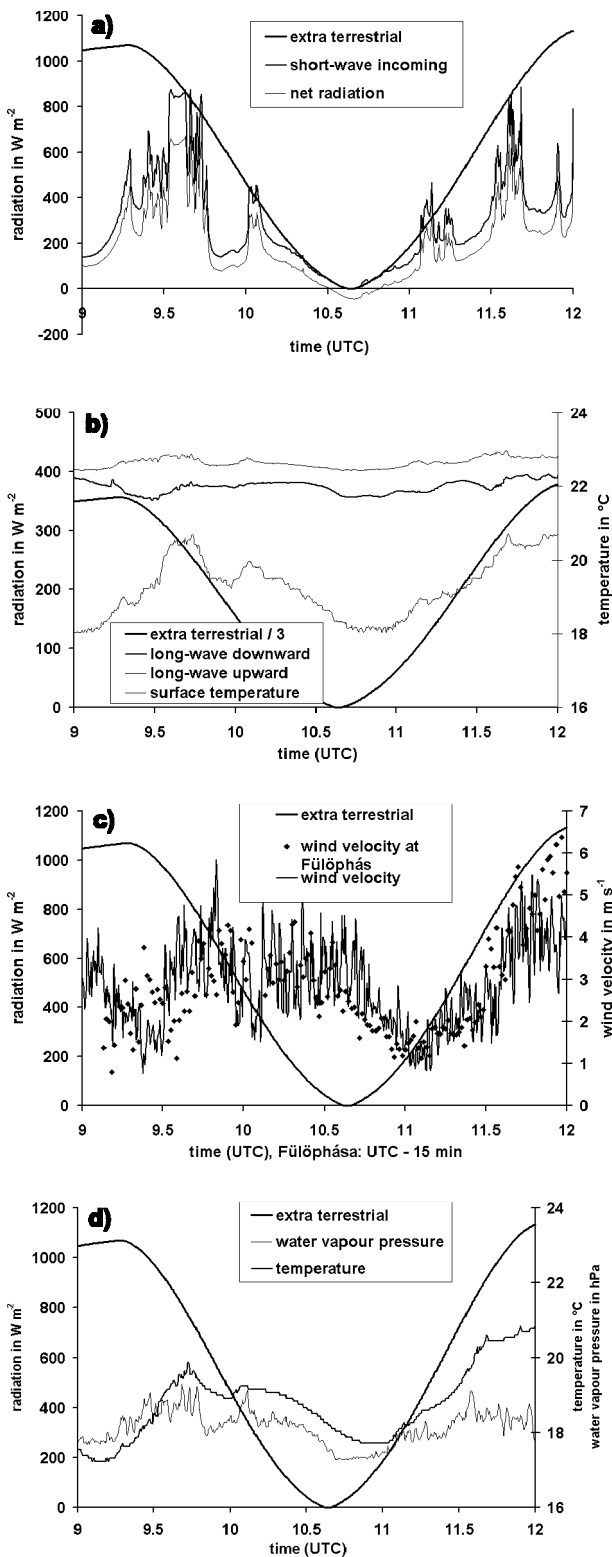 a)
extra terrestrial
short-wave incoming
net radiation
radiation in W m-2
1200
1000
800
600
400
200
0
-200
9
9.5
10
10.5
11
11.5
12
time (UTC)
b)
radiation in W m-2
500
400
300
200
100
0
24
22
20
18
16
temperature in °C
extra terrestrial / 3
long-wave downward
long-wave upward
surface temperature
9
9.5
10
10.5
11
11.5
12
time (UTC)
c)
extra terrestrial
wind velocity at
Fülöphás
wind velocity
radiation in W m-2
1200
1000
800
600
400
200
0
7
6
5
4
3
2
1
0
wind velocity in m s-1
9
9.5
10
10.5
11
11.5
12
time (UTC), Fülöpháza: UTC - 15 min
d)
extra terrestrial
water vapour pressure
temperature
radiation in W m-2
1200
1000
800
600
400
200
0
24
22
20
18
16
temperature in °C
water vapour pressure in hPa
9
9.5
10
10.5
11
11.5
12
time (UTC)